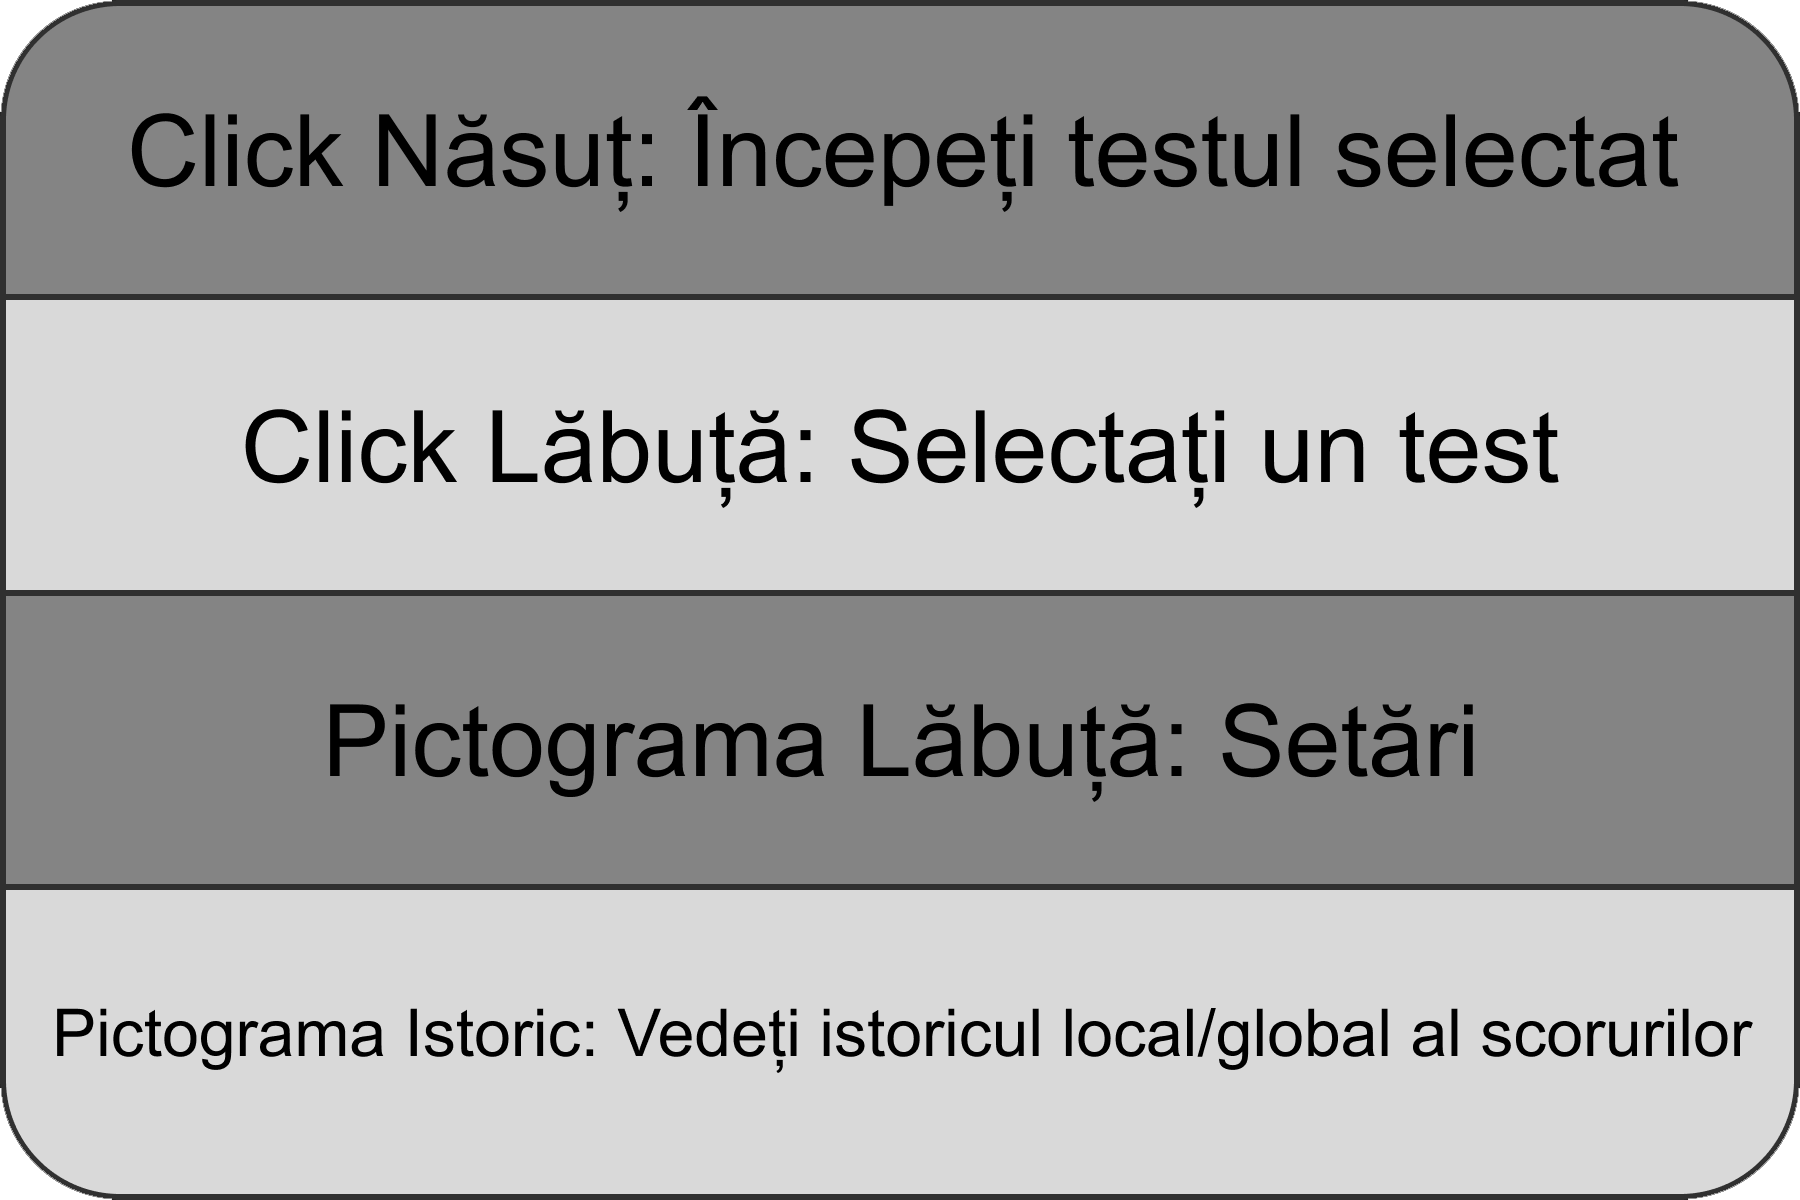 Click Năsuț: Începeți testul selectat
Click Lăbuță: Selectați un test
Pictograma Lăbuță: Setări
Pictograma Istoric: Vedeți istoricul local/global al scorurilor